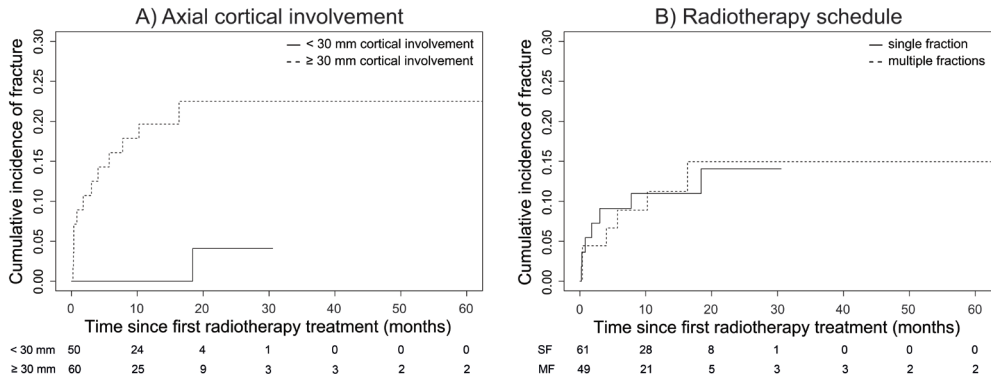 A) Axial cortical involvement
Cumulative incidence of fracture
0.30
0.25
0.20
0.15
0.10
0.05
0.00
< 30 mm cortical involvement
≥ 30 mm cortical involvement
0 10 20 30 40 50 60
Time since first radiotherapy treatment (months)
< 30 mm 50 24 4 1 0 0 0
≥ 30 mm 60 25 9 3 3 2 2
B) Radiotherapy schedule
Cumulative incidence of fracture
0.30
0.25
0.20
0.15
0.10
0.05
0.00
single fraction
multiple fractions
0 10 20 30 40 50 60
Time since first radiotherapy treatment (months)
SF 61 28 8 1 0 0 0
MF 49 21 5 3 3 2 2